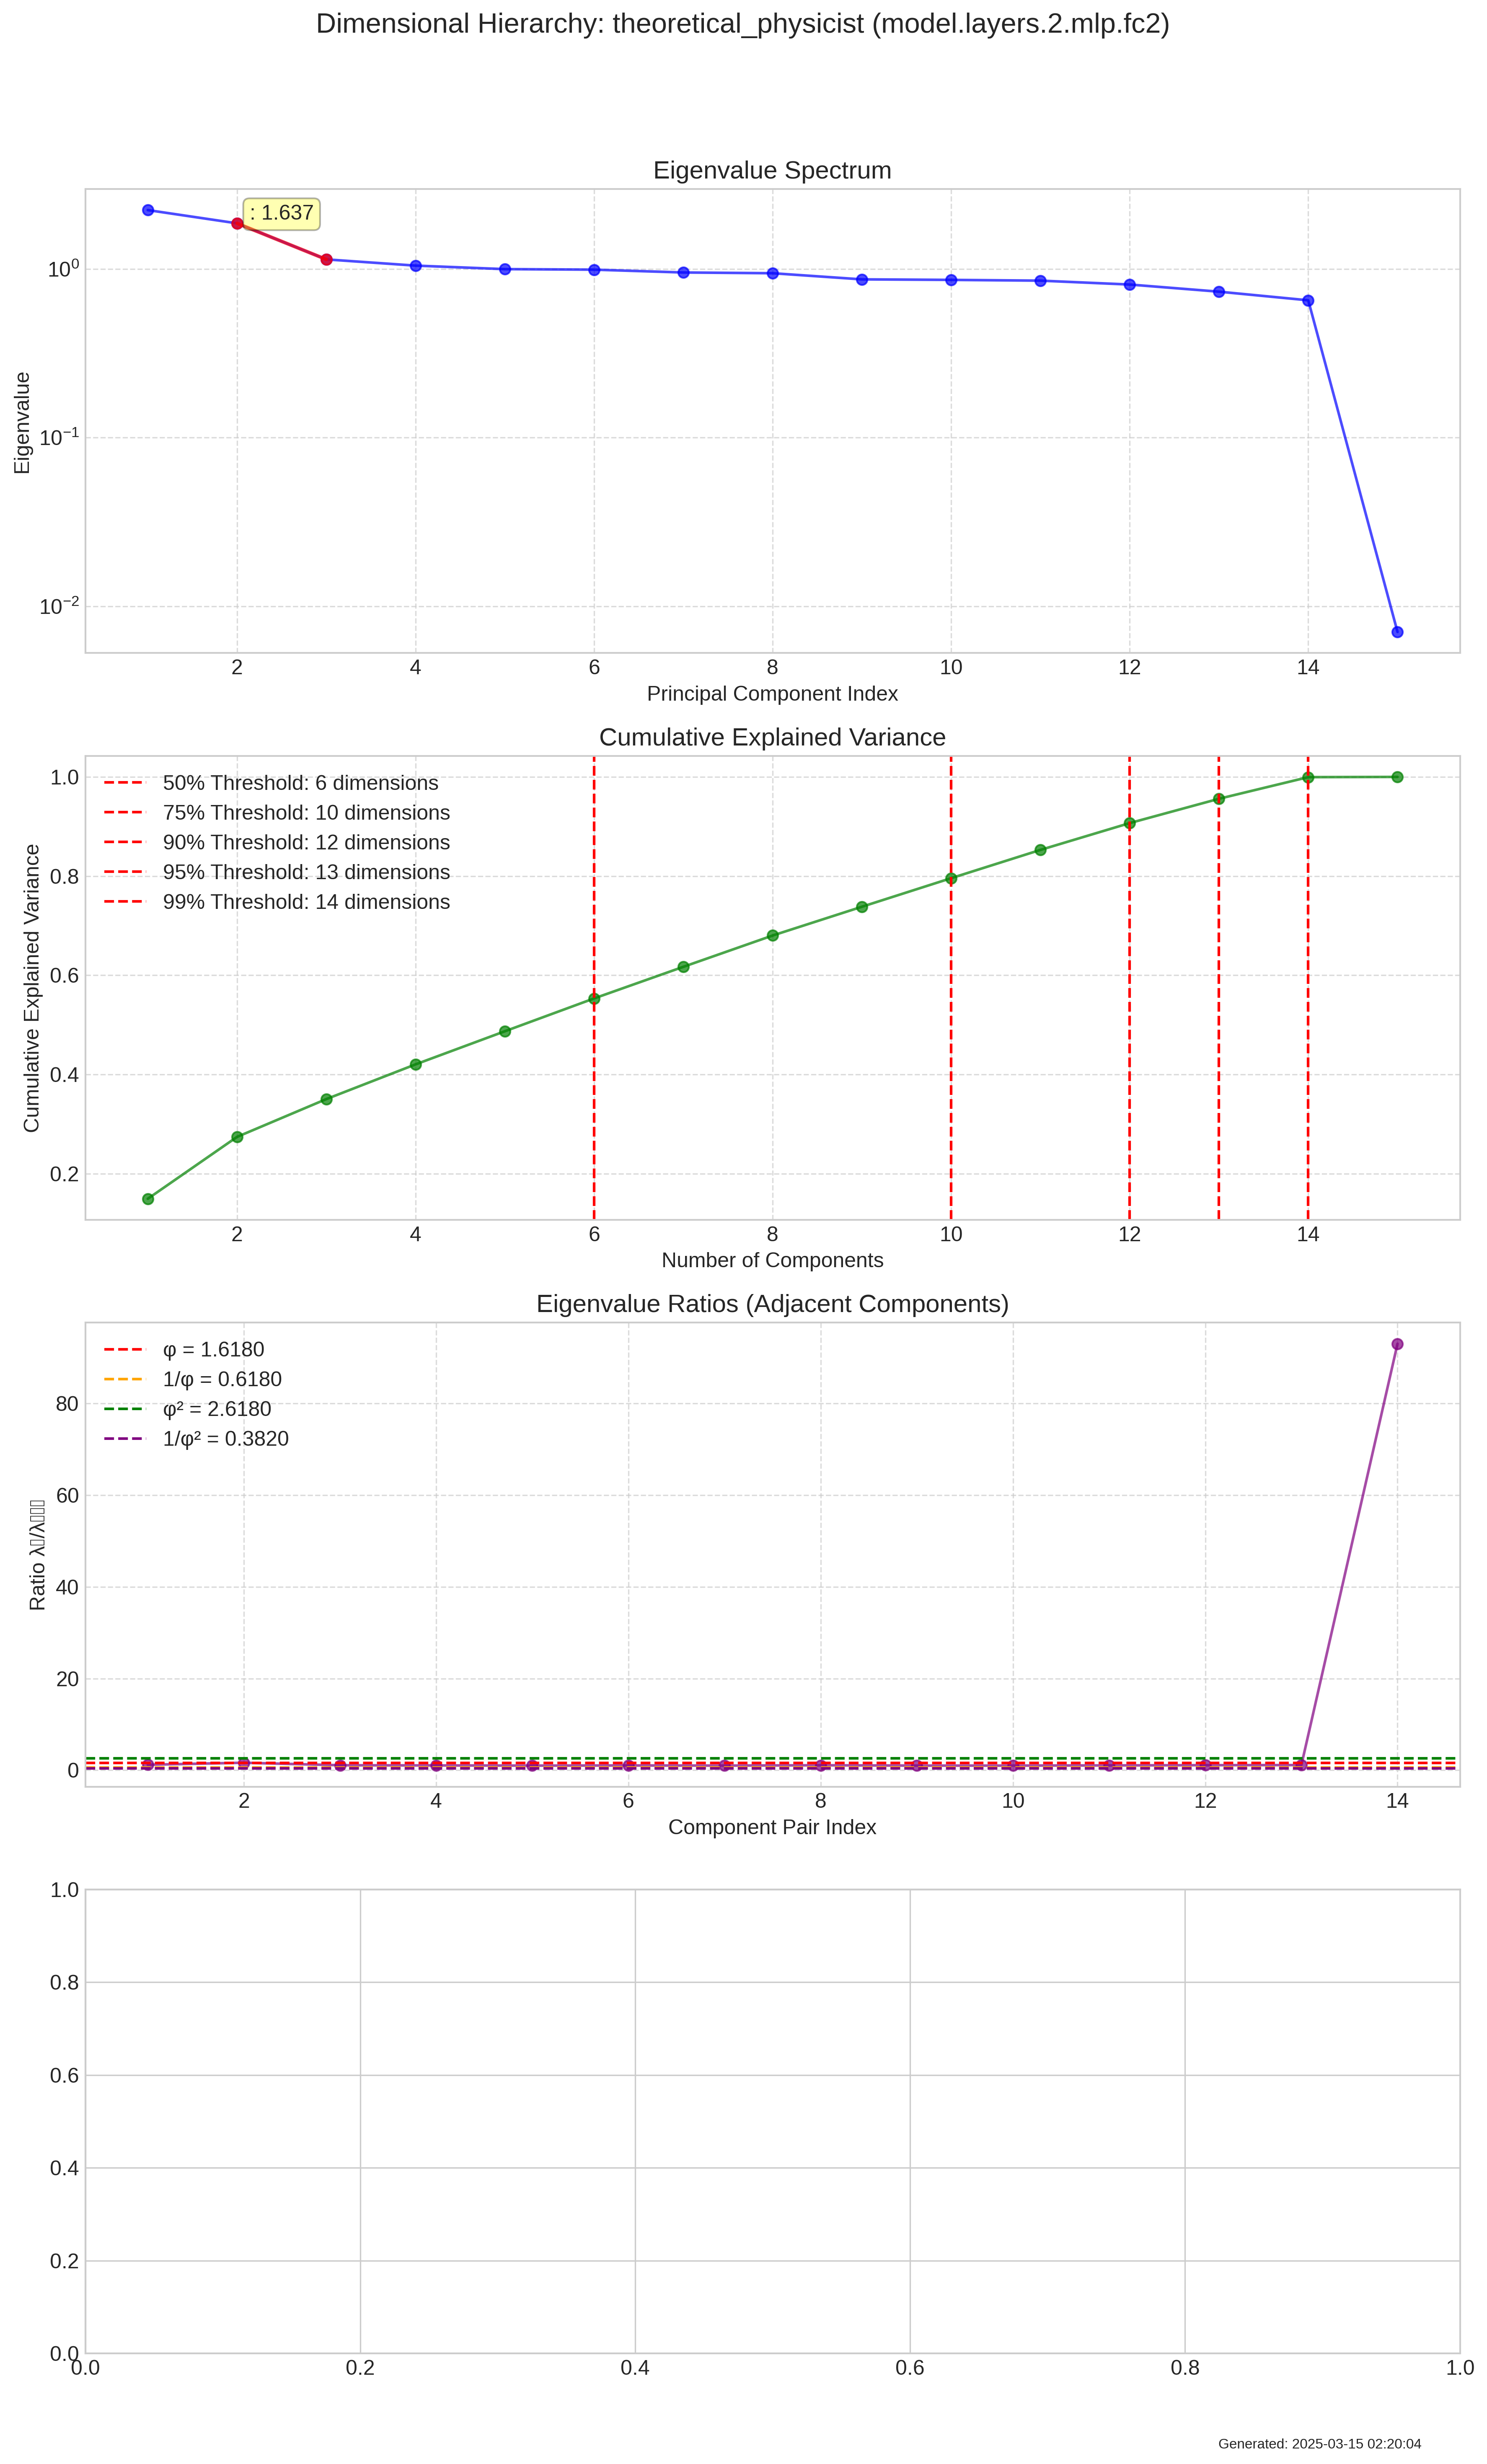 Dimensional Hierarchy: theoretical_physicist (model.layers.2.mlp.fc2)
Eigenvalue Spectrum
: 1.637
10⁰
10⁻¹
10⁻²
Eigenvalue
2 4 6 8 10 12 14
Principal Component Index
Cumulative Explained Variance
50% Threshold: 6 dimensions
75% Threshold: 10 dimensions
90% Threshold: 12 dimensions
95% Threshold: 13 dimensions
99% Threshold: 14 dimensions
1.0
0.8
0.6
0.4
0.2
Cumulative Explained Variance
2 4 6 8 10 12 14
Number of Components
Eigenvalue Ratios (Adjacent Components)
φ = 1.6180
1/φ = 0.6180
φ² = 2.6180
1/φ² = 0.3820
80
60
40
20
0
Ratio λ▯/λ▯▯▯
2 4 6 8 10 12 14
Component Pair Index
1.0
0.8
0.6
0.4
0.2
0.0
0.0 0.2 0.4 0.6 0.8 1.0
Generated: 2025-03-15 02:20:04